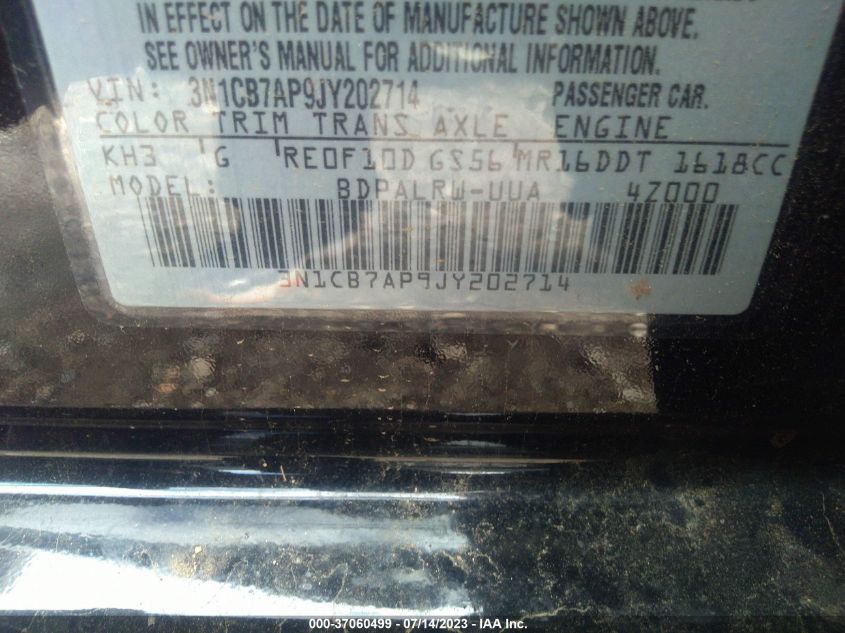 IN EFFECT ON THE DATE OF MANUFACTURE SHOWN ABOVE.
SEE OWNER'S MANUAL FOR ADDITIONAL INFORMATION.
VIN: 3N1CB7AP9JY202714 PASSENGER CAR.
COLOR TRIM TRANS AXLE ENGINE
KH3 G RE0F10D GS56 MR16DDT 1618CC
MODEL: BDPALRW-UUA 4Z000
3N1CB7AP9JY202714
000-37060499 - 07/14/2023 - IAA Inc.